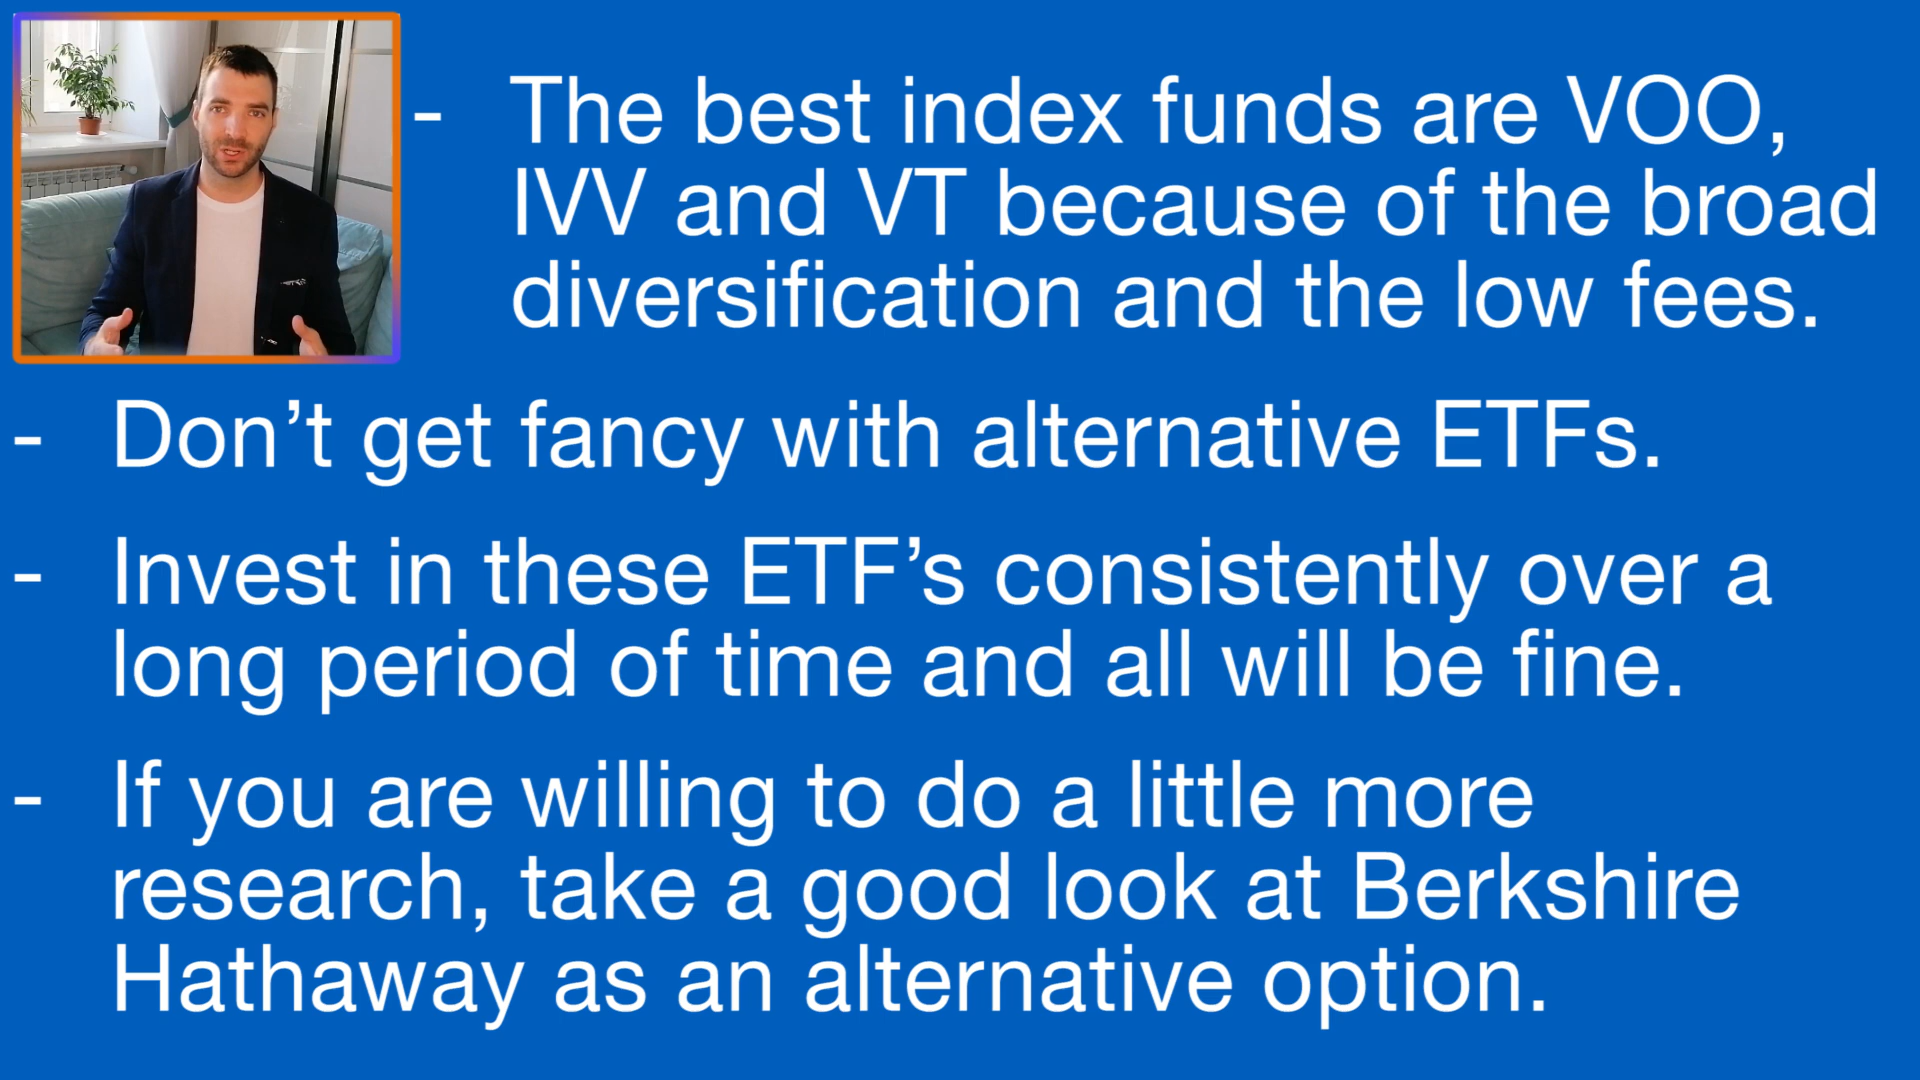 - The best index funds are VOO,
IVV and VT because of the broad
diversification and the low fees.
- Don’t get fancy with alternative ETFs.
- Invest in these ETF’s consistently over a
long period of time and all will be fine.
- If you are willing to do a little more
research, take a good look at Berkshire
Hathaway as an alternative option.